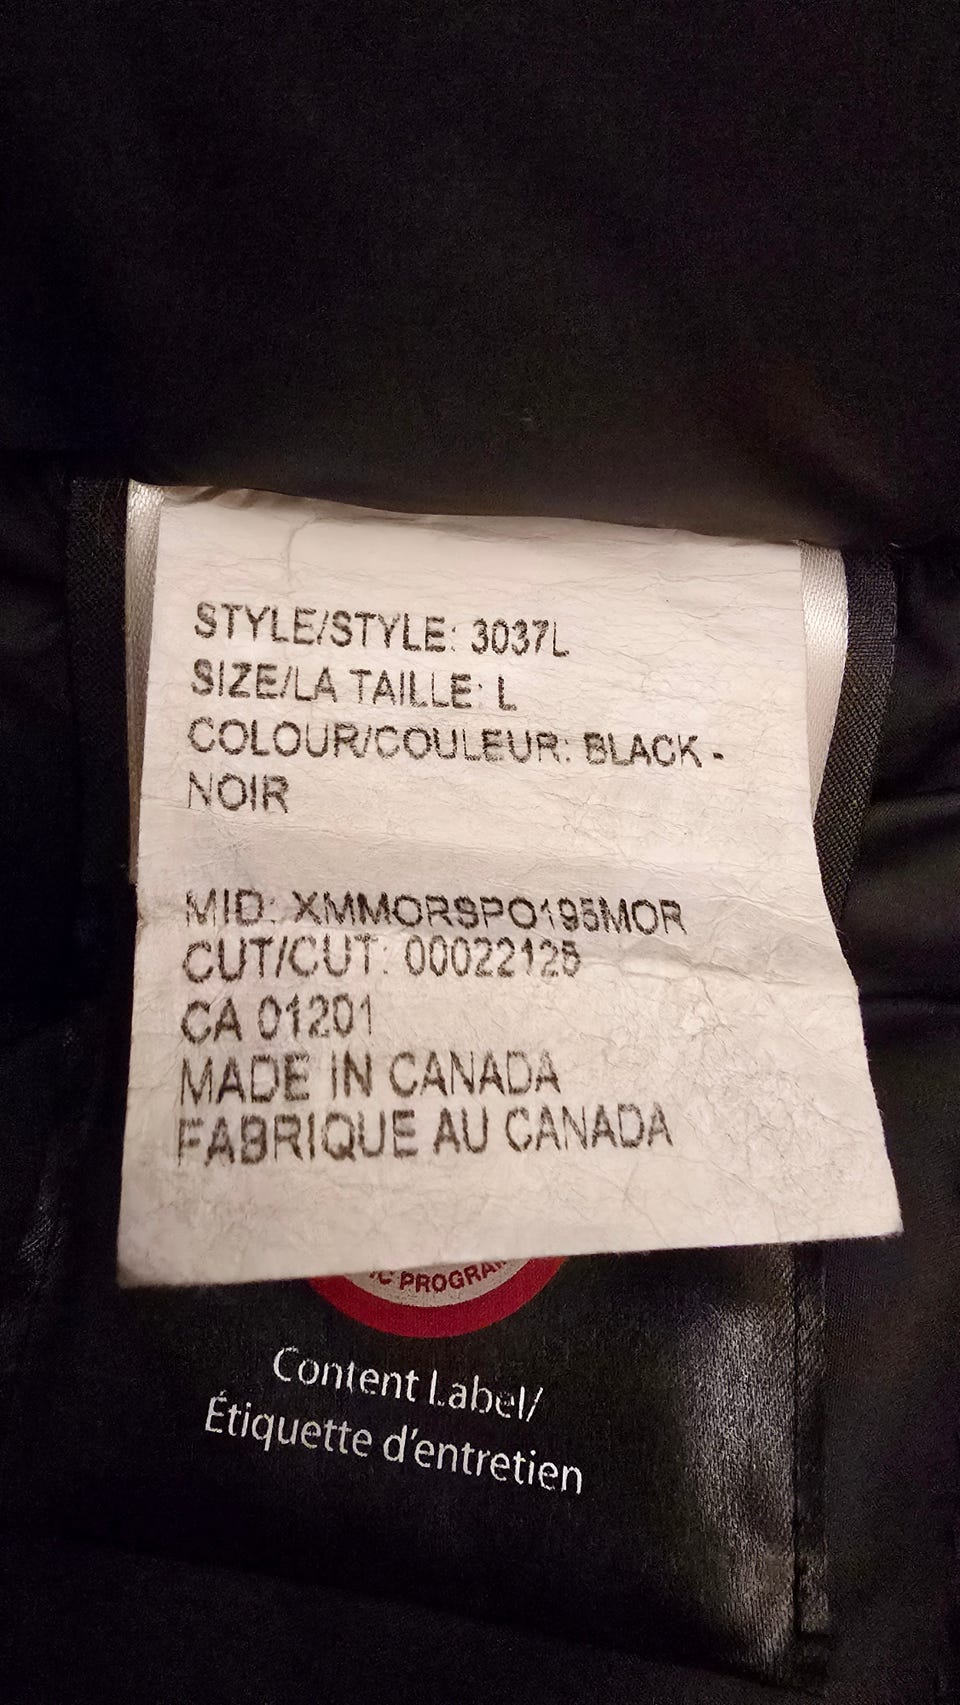 STYLE/STYLE: 3037L
SIZE/LA TAILLE: L
COLOUR/COULEUR: BLACK -
NOIR
MID: XMMORSPO195MOR
CUT/CUT: 00022125
CA 01201
MADE IN CANADA
FABRIQUE AU CANADA
Content Label/
Étiquette d'entretien